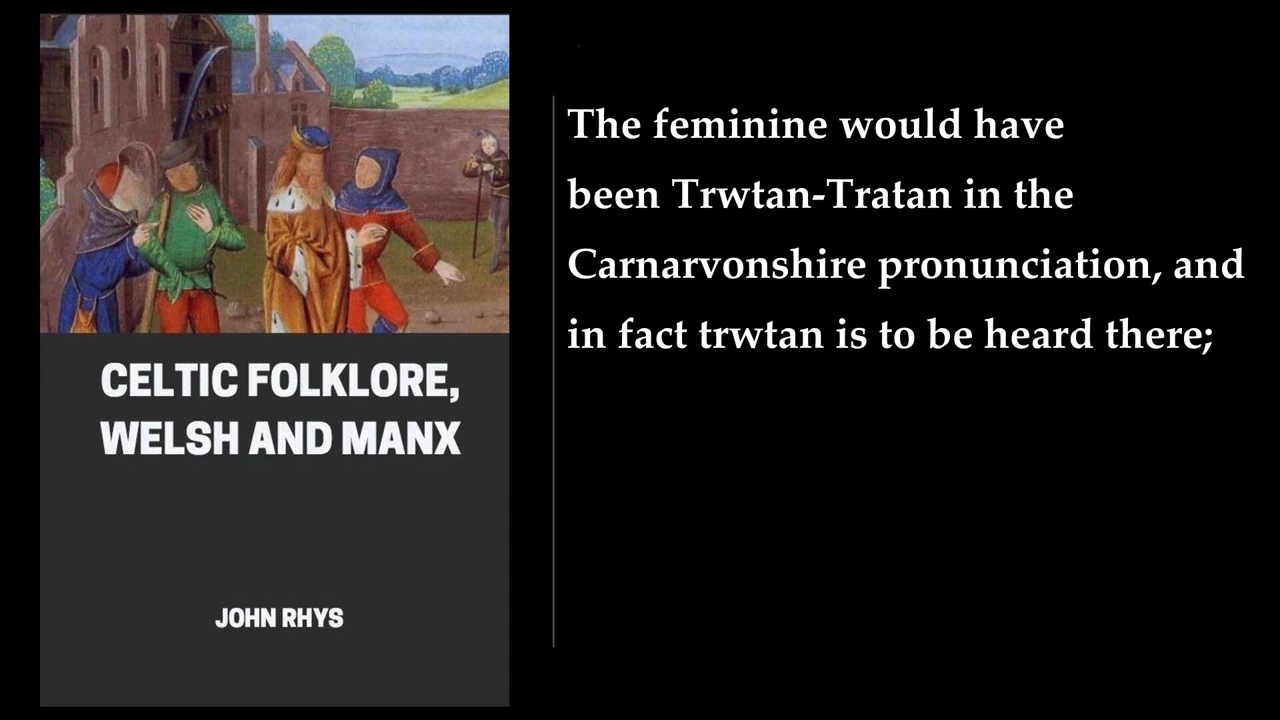 CELTIC FOLKLORE,
WELSH AND MANX
JOHN RHYS
The feminine would have
been Trwtan-Tratan in the
Carnarvonshire pronunciation, and
in fact trwtan is to be heard there;